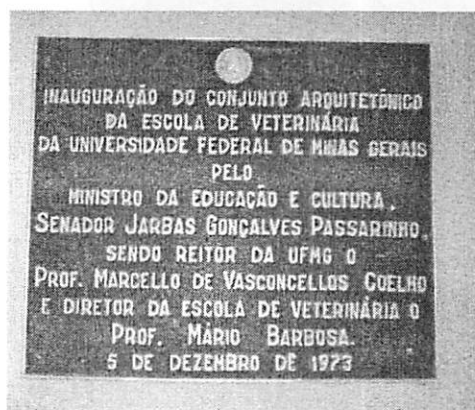 INAUGURAÇÃO DO CONJUNTO ARQUITETÔNICO
DA ESCOLA DE VETERINÁRIA
DA UNIVERSIDADE FEDERAL DE MINAS GERAIS
PELO
MINISTRO DA EDUCAÇÃO E CULTURA,
SENADOR JARBAS GONÇALVES PASSARINHO,
SENDO REITOR DA UFMG O
PROF. MARCELLO DE VASCONCELLOS COELHO
E DIRETOR DA ESCOLA DE VETERINÁRIA O
PROF. MÁRIO BARBOSA.
5 DE DEZEMBRO DE 1973